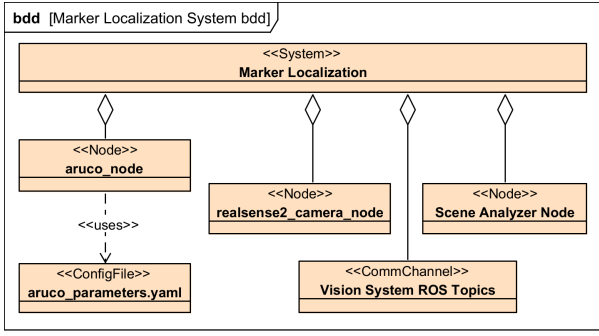 bdd [Marker Localization System bdd]
<<System>>
Marker Localization
<<Node>>
aruco_node
<<Node>>
realsense2_camera_node
<<Node>>
Scene Analyzer Node
<<uses>>
<<ConfigFile>>
aruco_parameters.yaml
<<CommChannel>>
Vision System ROS Topics